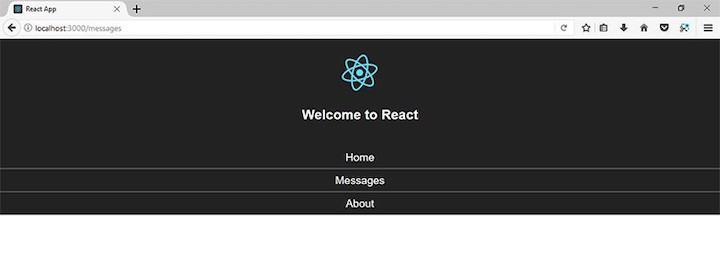 React App
localhost:3000/messages
Welcome to React
Home
Messages
About